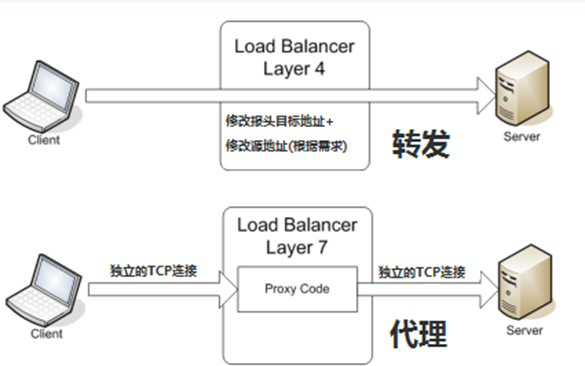 Load Balancer
Layer 4
修改报头目标地址+
修改源地址(根据需求)
转发
Client
Server
Load Balancer
Layer 7
独立的TCP连接
Proxy Code
独立的TCP连接
代理
Client
Server